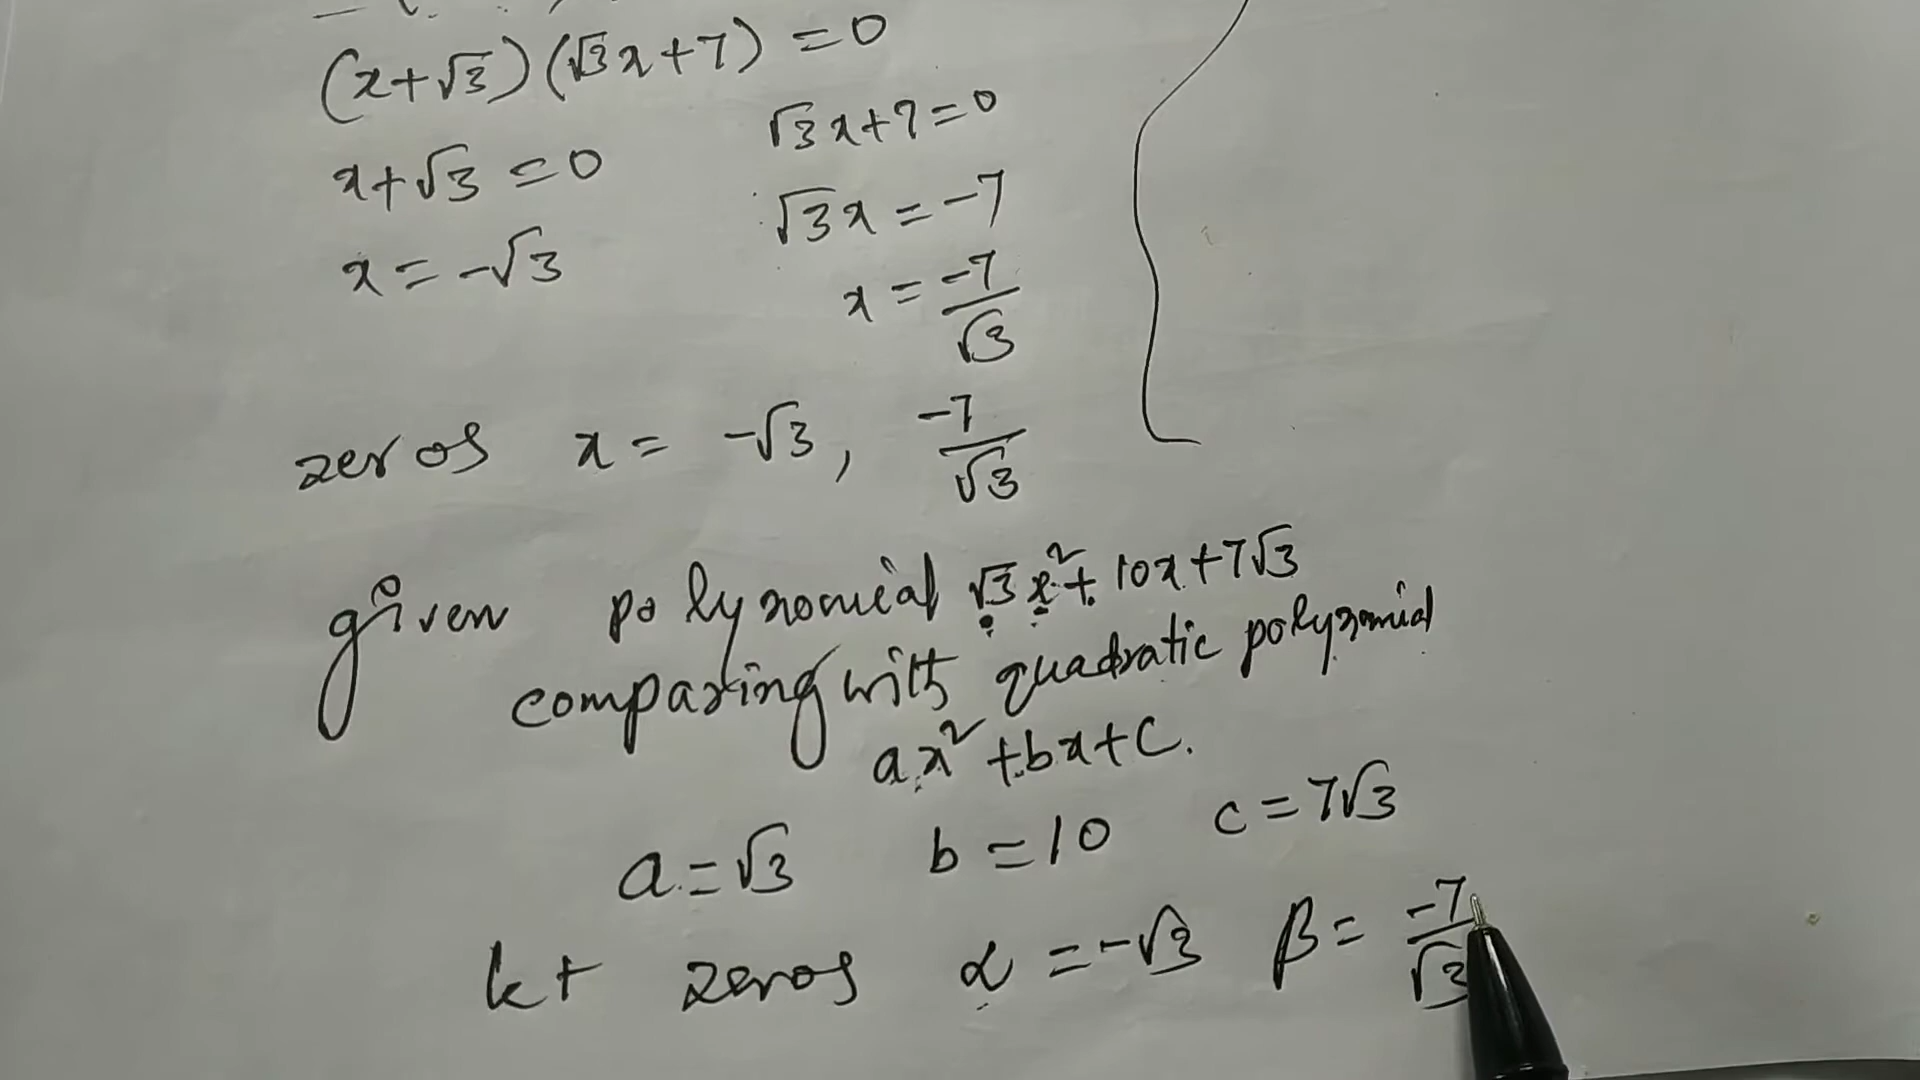 (x+√3)(√3x+7)=0
x+√3=0
√3x+7=0
x=-√3
√3x=-7
x=-7/√3
zeros x= -√3, -7/√3
given polynomial √3x²+10x+7√3
comparing with quadratic polynomial
ax²+bx+c.
a=√3 b=10 c=7√3
let zeros α=-√3 β=-7/√3